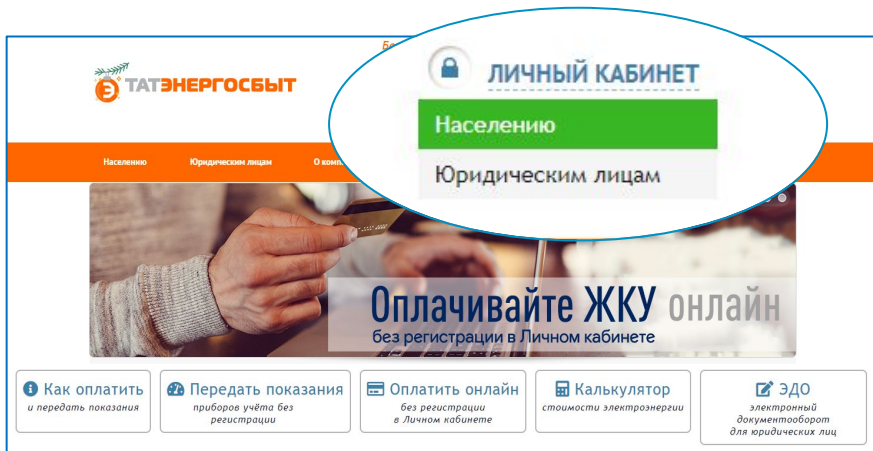 ТАТЭНЕРГОСБЫТ
ЛИЧНЫЙ КАБИНЕТ
Населению
Юридическим лицам
Населению Юридическим лицам
Оплачивайте ЖКУ онлайн
без регистрации в Личном кабинете
Как оплатить
и передать показания
Передать показания
приборов учёта без
регистрации
Оплатить онлайн
без регистрации
в Личном кабинете
Калькулятор
стоимости электроэнергии
ЭДО
электронный
документооборот
для юридических лиц